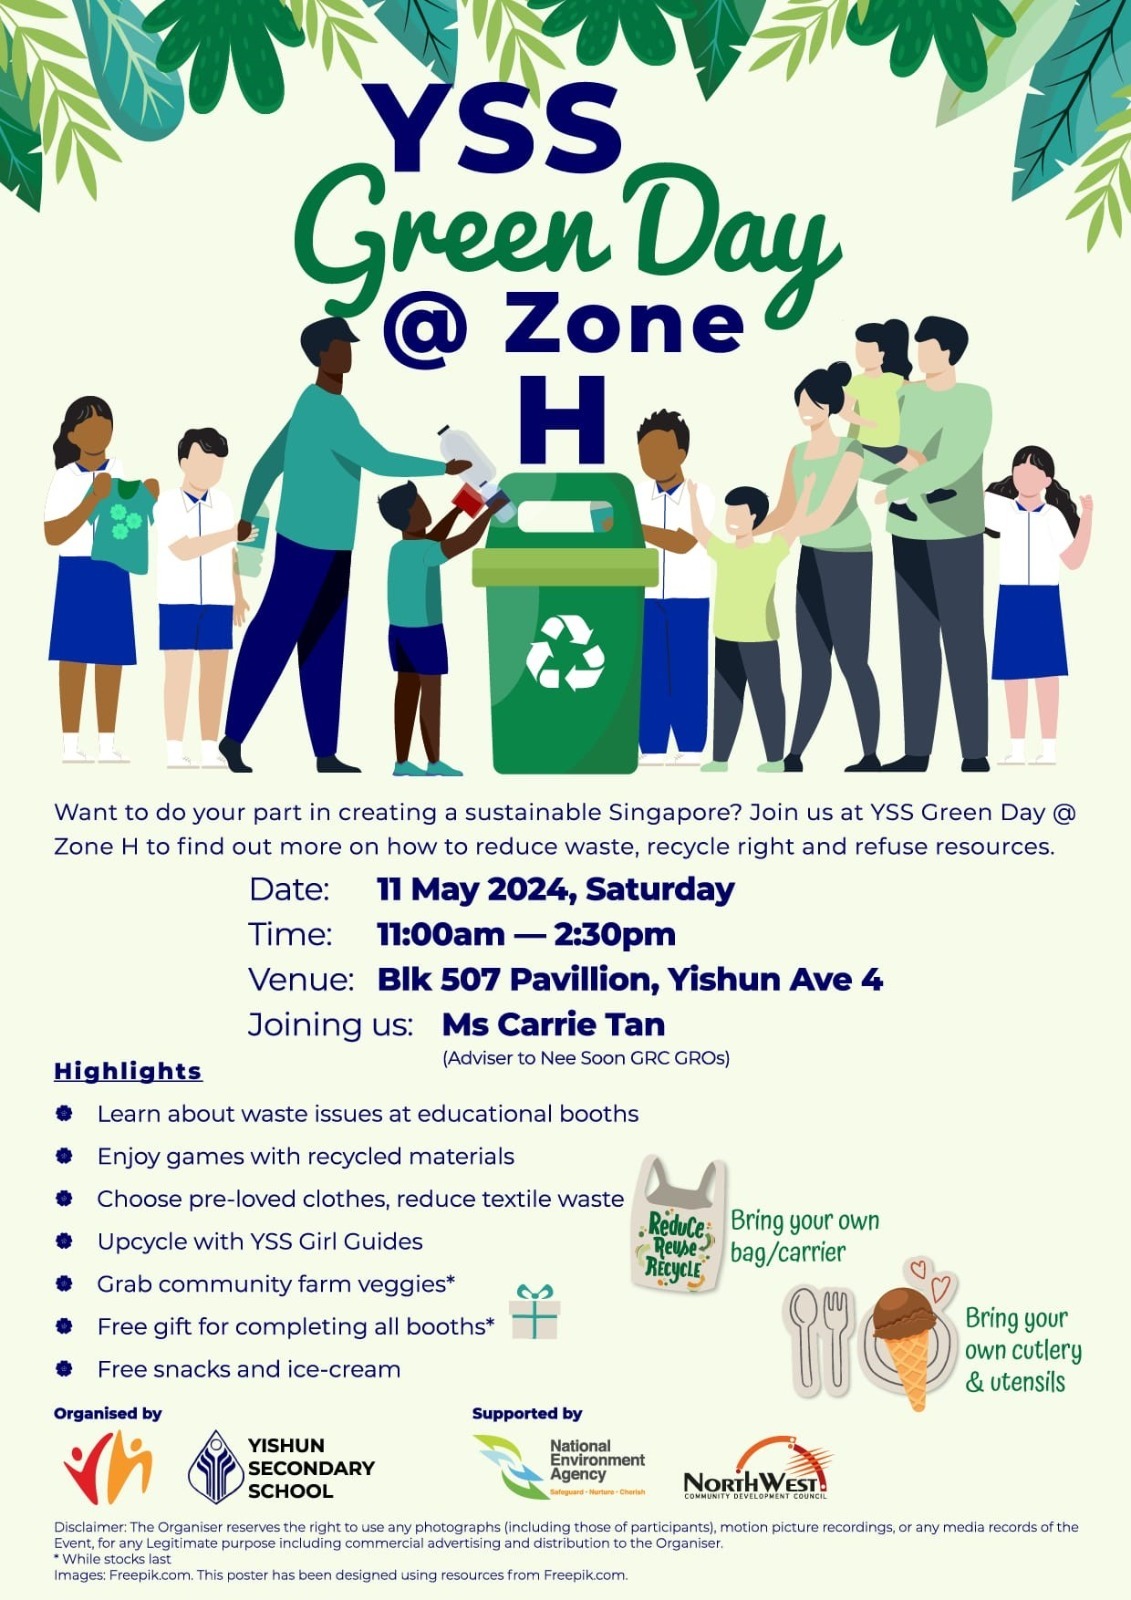 YSS
Green Day
@ Zone
H
Want to do your part in creating a sustainable Singapore? Join us at YSS Green Day @
Zone H to find out more on how to reduce waste, recycle right and refuse resources.
Date: 11 May 2024, Saturday
Time: 11:00am — 2:30pm
Venue: Blk 507 Pavillion, Yishun Ave 4
Joining us: Ms Carrie Tan
(Adviser to Nee Soon GRC GROs)
Highlights
Learn about waste issues at educational booths
Enjoy games with recycled materials
Choose pre-loved clothes, reduce textile waste
Upcycle with YSS Girl Guides
Grab community farm veggies*
Free gift for completing all booths*
Free snacks and ice-cream
Reduce
Reuse
Recycle
Bring your own
bag/carrier
Bring your
own cutlery
& utensils
Organised by
YISHUN
SECONDARY
SCHOOL
Supported by
National
Environment
Agency
Safeguard • Nurture • Cherish
NORTH WEST
COMMUNITY DEVELOPMENT COUNCIL
Disclaimer: The Organiser reserves the right to use any photographs (including those of participants), motion picture recordings, or any media records of the
Event, for any Legitimate purpose including commercial advertising and distribution to the Organiser.
* While stocks last
Images: Freepik.com. This poster has been designed using resources from Freepik.com.